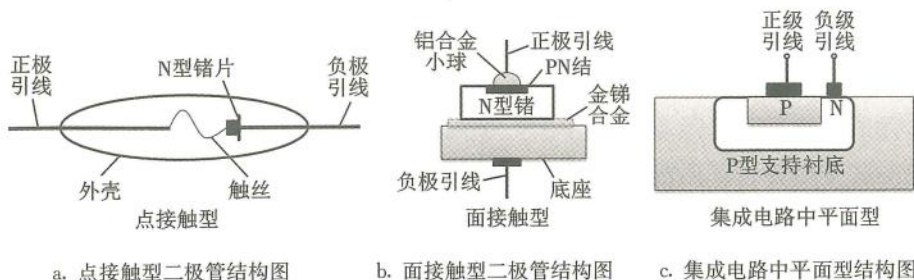 正极
引线
N型锗片
负极
引线
外壳
触丝
点接触型
铝合金
小球
正极引线
PN结
N型锗
金锑
合金
负极引线
底座
面接触型
正级
引线
负级
引线
P
N
P型支持衬底
集成电路中平面型
a. 点接触型二极管结构图
b. 面接触型二极管结构图
c. 集成电路中平面型结构图